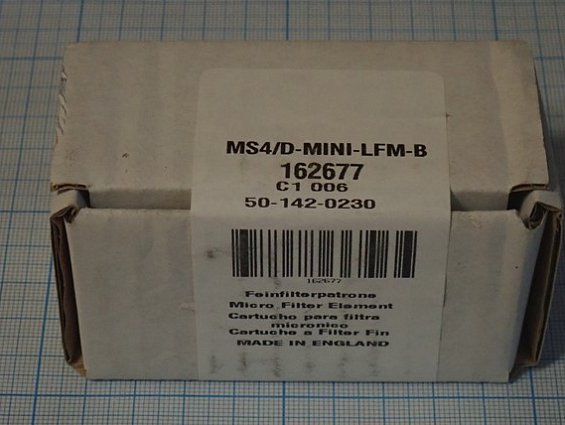 MS4/D-MINI-LFM-B
162677
C1 006
50-142-0230
162677
Feinfilterpatrone
Micro Filter Element
Cartucho para filtra
micronico
Cartuche a Filter Fin
MADE IN ENGLAND